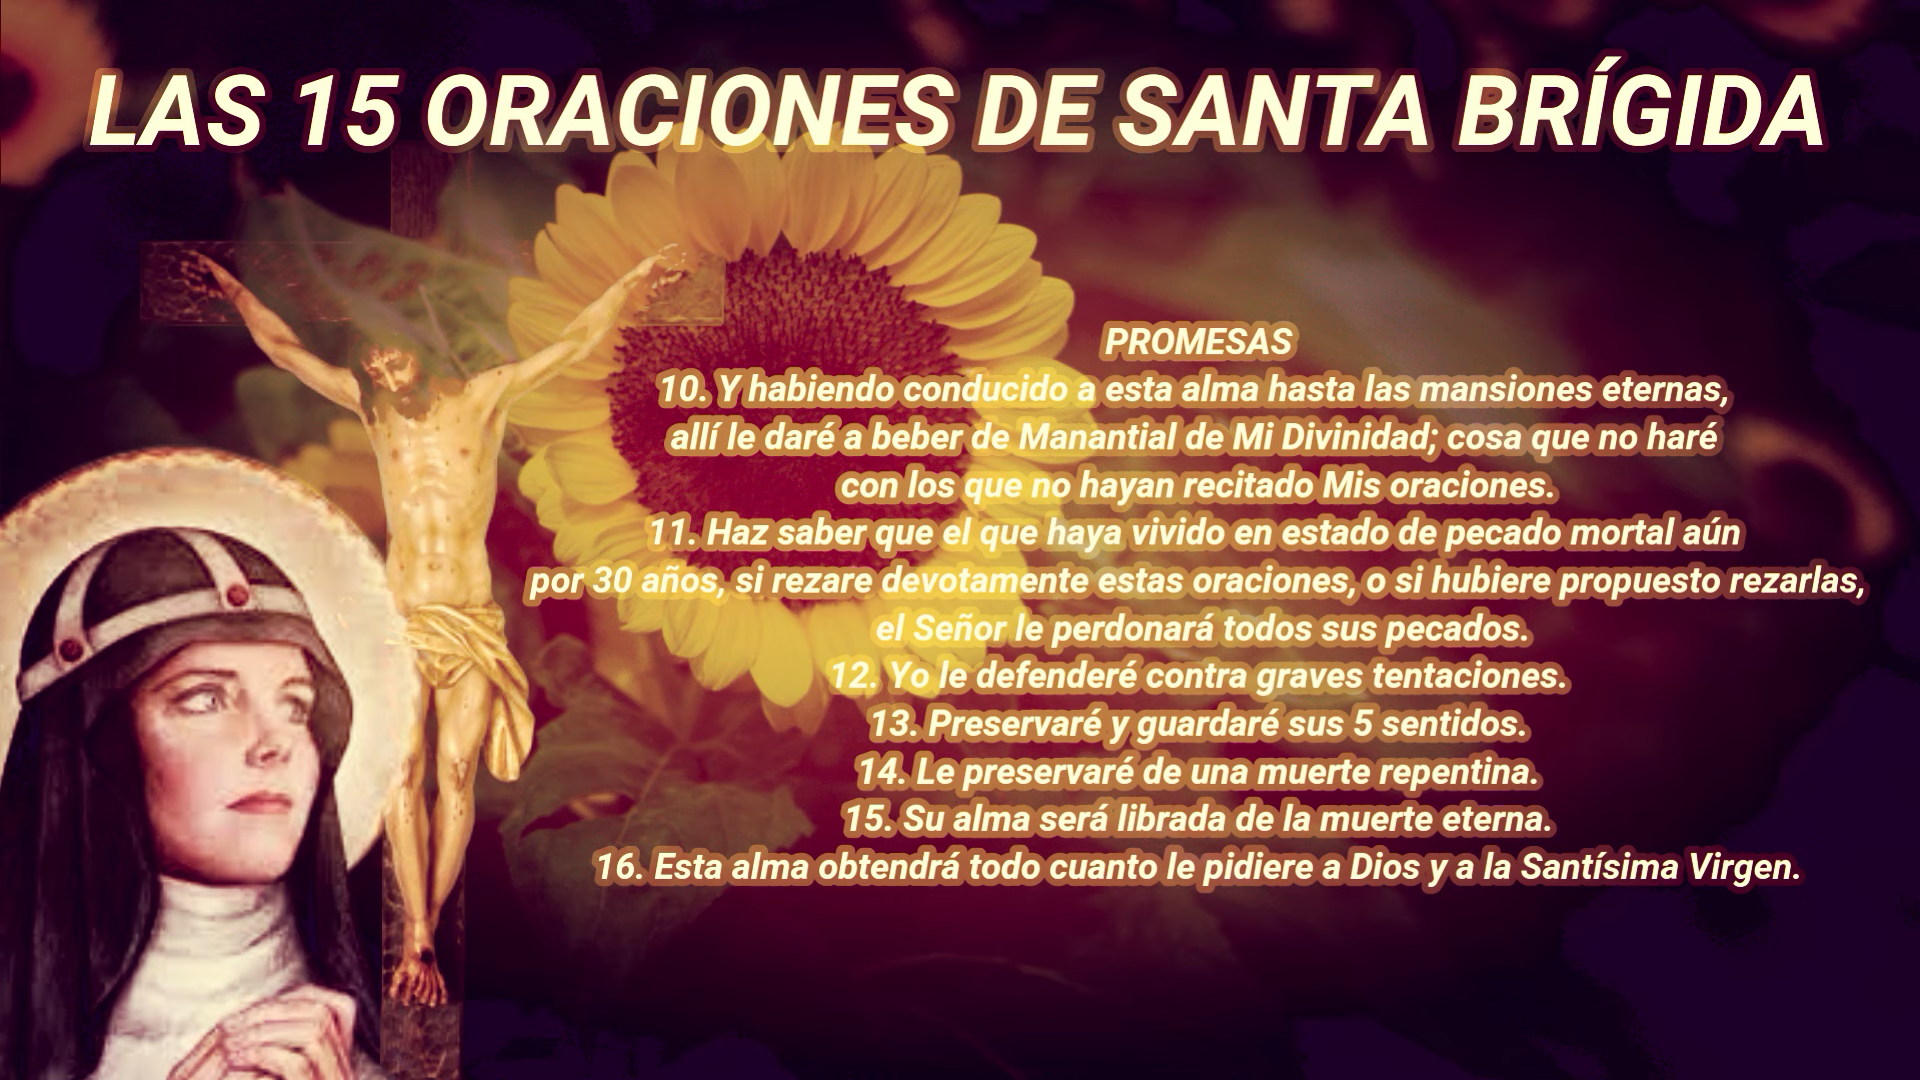 LAS 15 ORACIONES DE SANTA BRÍGIDA
PROMESAS
10. Y habiendo conducido a esta alma hasta las mansiones eternas,
allí le daré a beber de Manantial de Mi Divinidad; cosa que no haré
con los que no hayan recitado Mis oraciones.
11. Haz saber que el que haya vivido en estado de pecado mortal aún
por 30 años, si rezare devotamente estas oraciones, o si hubiere propuesto rezarlas,
el Señor le perdonará todos sus pecados.
12. Yo le defenderé contra graves tentaciones.
13. Preservaré y guardaré sus 5 sentidos.
14. Le preservaré de una muerte repentina.
15. Su alma será librada de la muerte eterna.
16. Esta alma obtendrá todo cuanto le pidiere a Dios y a la Santísima Virgen.